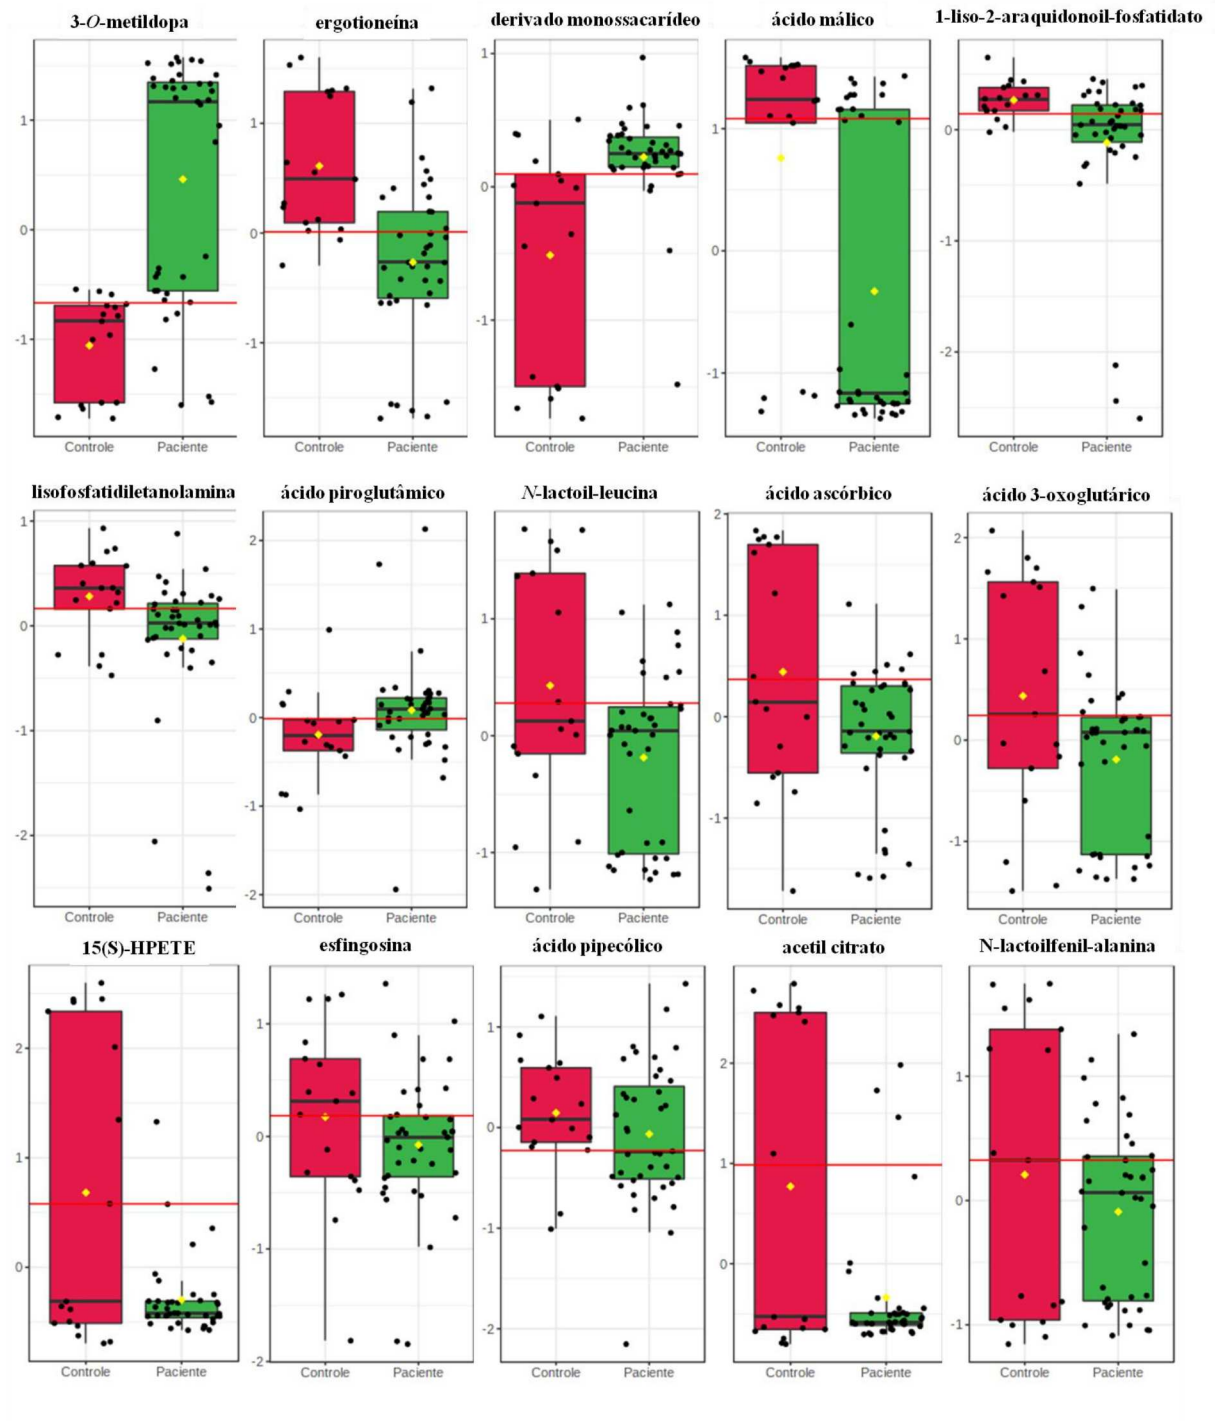 3-O-metildopa ergotioneína derivado monossacarídeo ácido málico 1-liso-2-araquidonoil-fosfatidato
1 0 -1
1 0 -1
1 0 -1
1 0 -1
0 -1 -2
Controle Paciente Controle Paciente Controle Paciente Controle Paciente Controle Paciente
lisofosfatidiletanolamina ácido piroglutâmico N-lactoil-leucina ácido ascórbico ácido 3-oxoglutárico
1 0 -1 -2
2 1 0 -1 -2
1 0 -1
2 1 0 -1
2 1 0 -1
Controle Paciente Controle Paciente Controle Paciente Controle Paciente Controle Paciente
15(S)-HPETE esfingosina ácido pipecólico acetil citrato N-lactoilfenil-alanina
2 1 0
1 0 -1 -2
1 0 -1 -2
2 1 0
1 0 -1
Controle Paciente Controle Paciente Controle Paciente Controle Paciente Controle Paciente